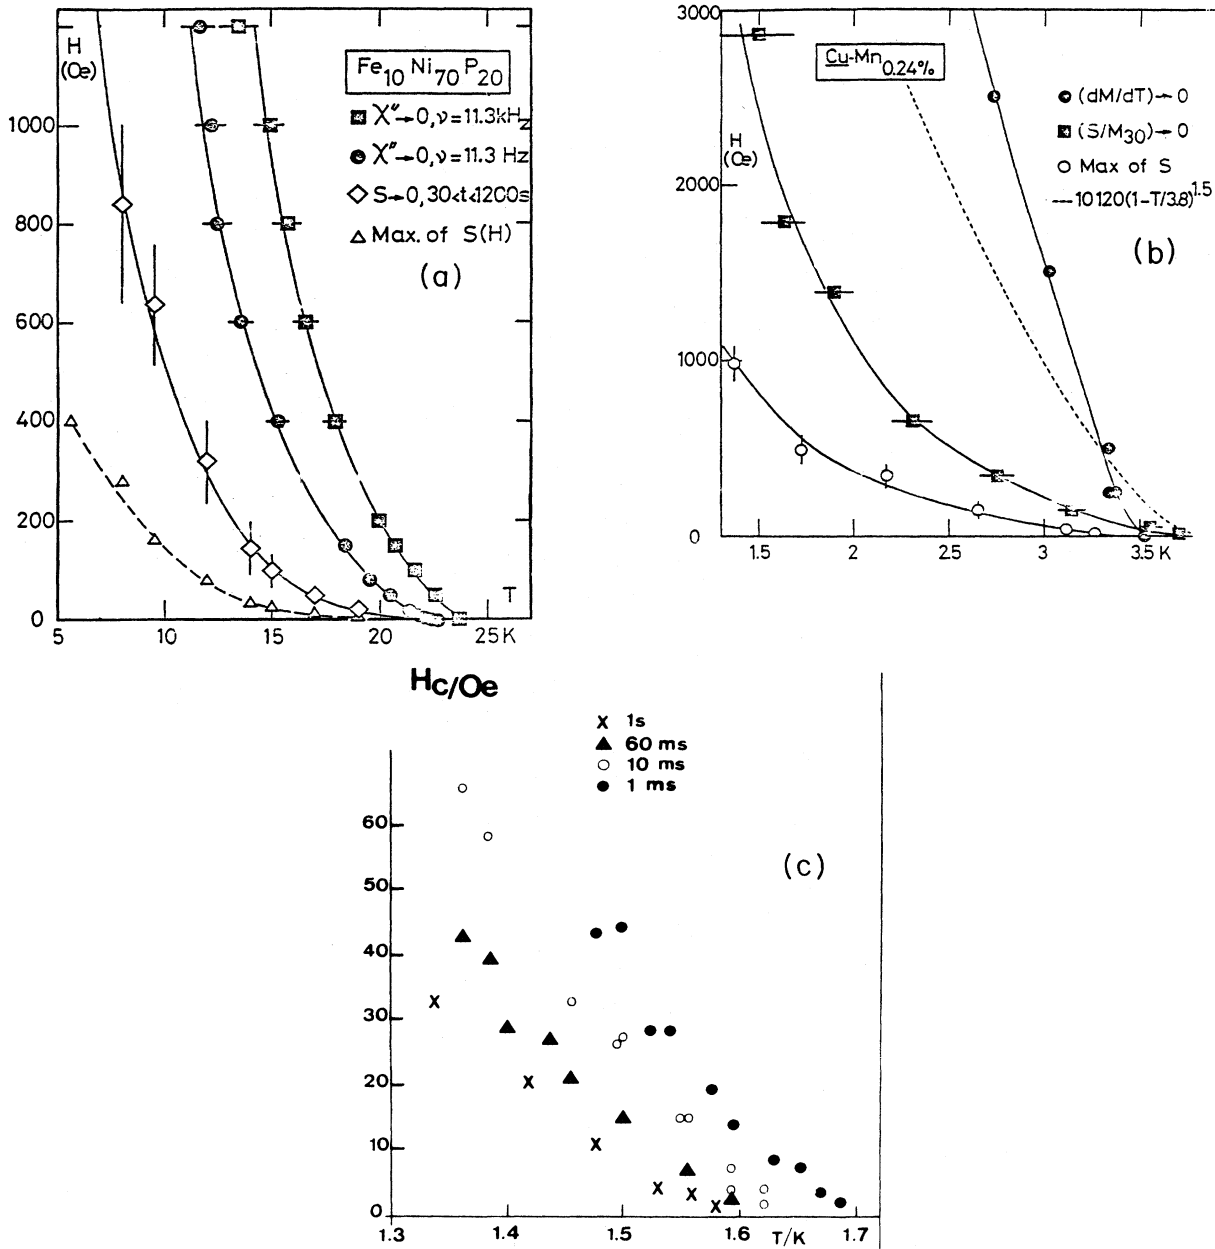 H
(Oe)
1000
800
600
400
200
0
5
10
15
20
25K
T
Fe10 Ni70 P20
χ″→0, ν=11.3kHz
χ″→0, ν=11.3 Hz
S→0, 30<t<1200s
Max. of S(H)
(a)
3000
2000
H
(Oe)
1000
0
1.5
2
2.5
3
3.5 K
Cu-Mn0.24%
(dM/dT)→0
(S/M30)→0
Max of S
---10120(1-T/3.8)^1.5
(b)
Hc/Oe
1s
60 ms
10 ms
1 ms
60
50
40
30
20
10
0
1.3
1.4
1.5
1.6
1.7
T/K
(c)